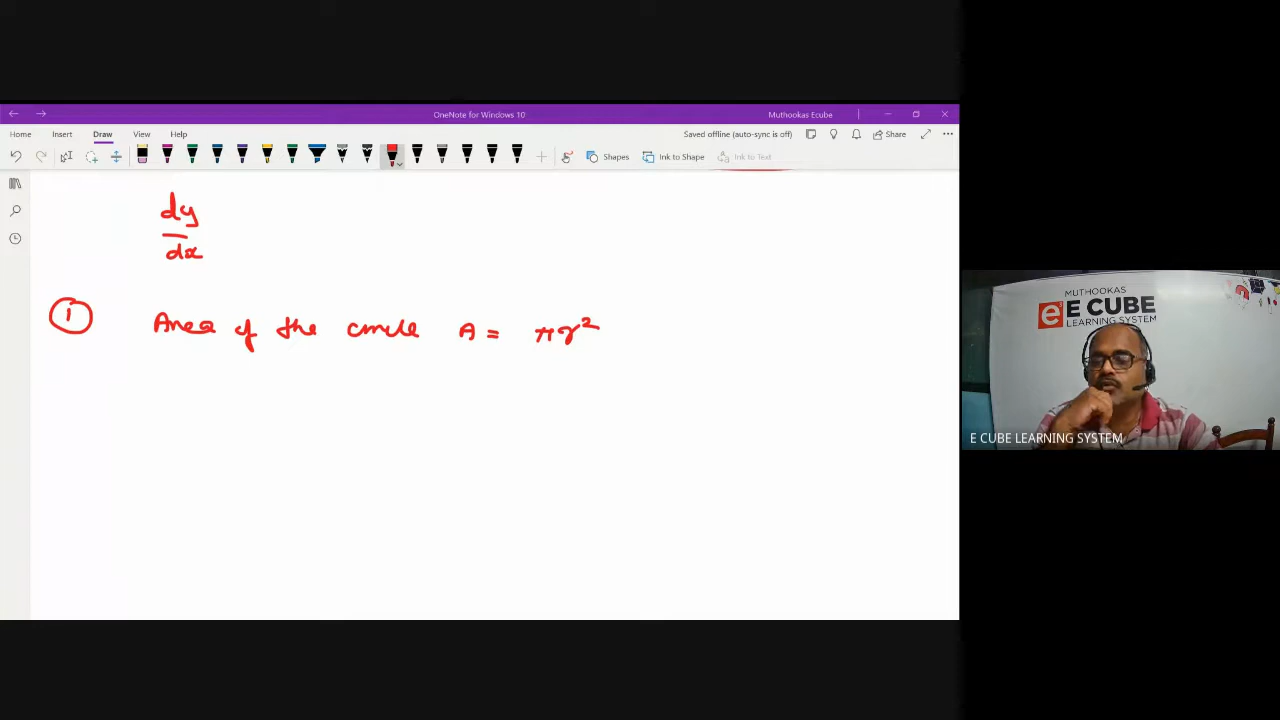 OneNote for Windows 10
Muthookas Ecube
Home Insert Draw View Help
Saved offline (auto-sync is off)
Share
Shapes
Ink to Shape
Ink to Text
dy
dx
1 Area of the circle A = πr²
MUTHOOKAS
e3 E CUBE
LEARNING SYSTEM
E CUBE LEARNING SYSTEM